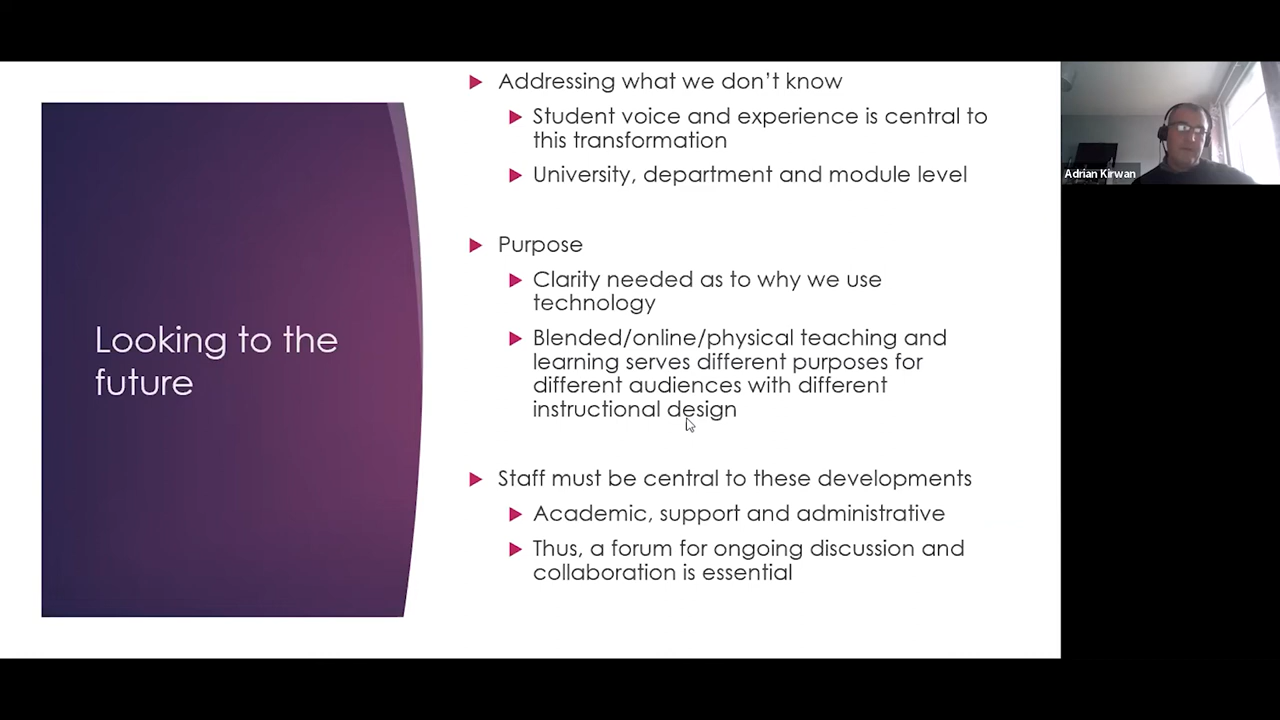 Looking to the
future
Addressing what we don’t know
Student voice and experience is central to
this transformation
University, department and module level
Purpose
Clarity needed as to why we use
technology
Blended/online/physical teaching and
learning serves different purposes for
different audiences with different
instructional design
Staff must be central to these developments
Academic, support and administrative
Thus, a forum for ongoing discussion and
collaboration is essential
Adrian Kirwan